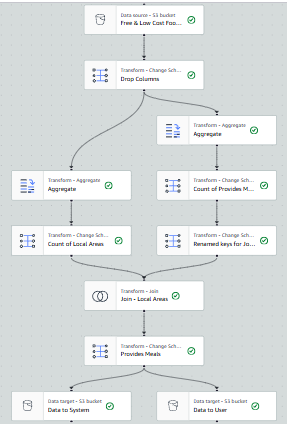 Data source - S3 bucket
Free & Low Cost Foo...
Transform - Change Sch...
Drop Columns
Transform - Aggregate
Aggregate
Transform - Aggregate
Aggregate
Transform - Change Sch...
Count of Provides M...
Transform - Change Sch...
Count of Local Areas
Transform - Change Sch...
Renamed keys for Jo...
Transform - Join
Join - Local Areas
Transform - Change Sch...
Provides Meals
Data target - S3 bucket
Data to System
Data target - S3 bucket
Data to User